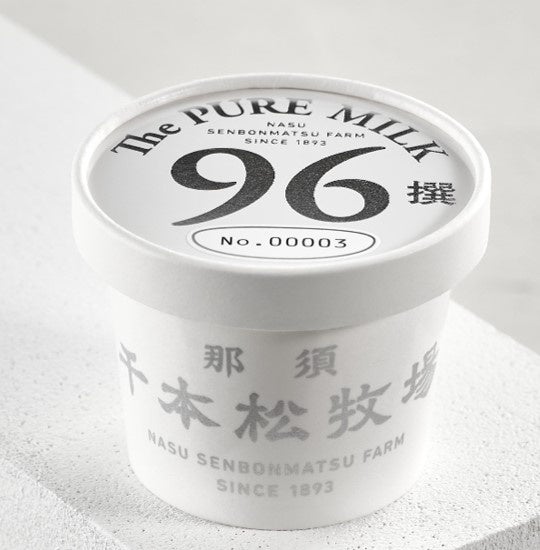 The PURE MILK
NASU
SENBONMATSU FARM
SINCE 1893
96 撰
No.00003
那須
千本松牧場
NASU SENBONMATSU FARM
SINCE 1893